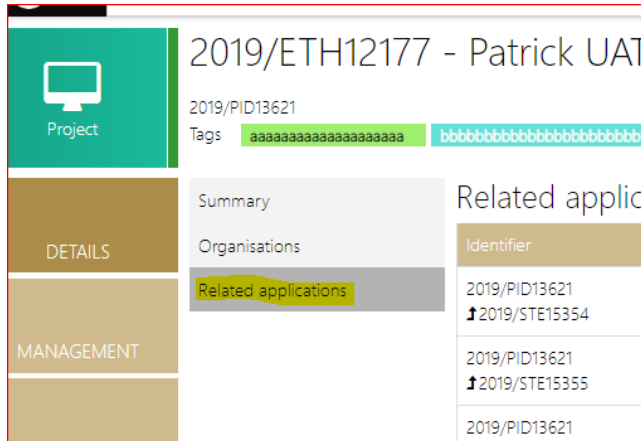 2019/ETH12177 - Patrick UAT
Project
2019/PID13621
Tags aaaaaaaaaaaaaaaaaaaa bbbbbbbbbbbbbbbbbbbbbbbb
DETAILS
MANAGEMENT
Summary
Organisations
Related applications
Related applic
Identifier
2019/PID13621
2019/STE15354
2019/PID13621
2019/STE15355
2019/PID13621